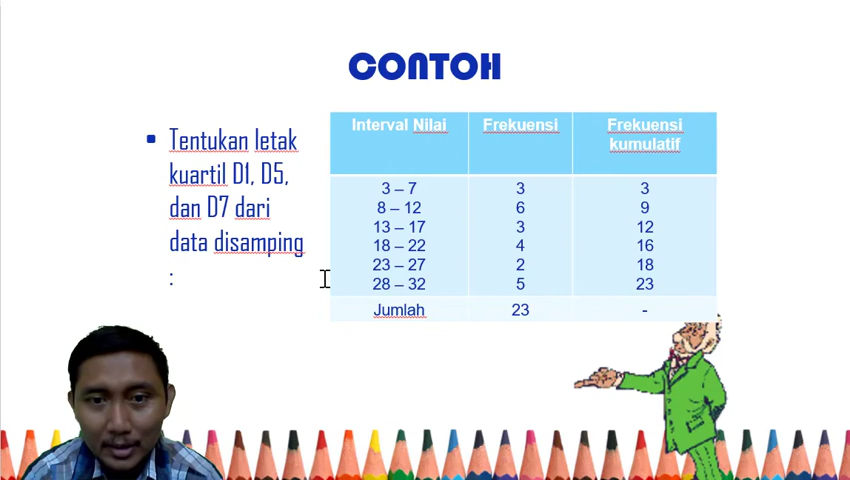 CONTOH
Tentukan letak
kuartil D1, D5,
dan D7 dari
data disamping
:
Interval Nilai Frekuensi Frekuensi
kumulatif
3 – 7 3 3
8 – 12 6 9
13 – 17 3 12
18 – 22 4 16
23 – 27 2 18
28 – 32 5 23
Jumlah 23 -